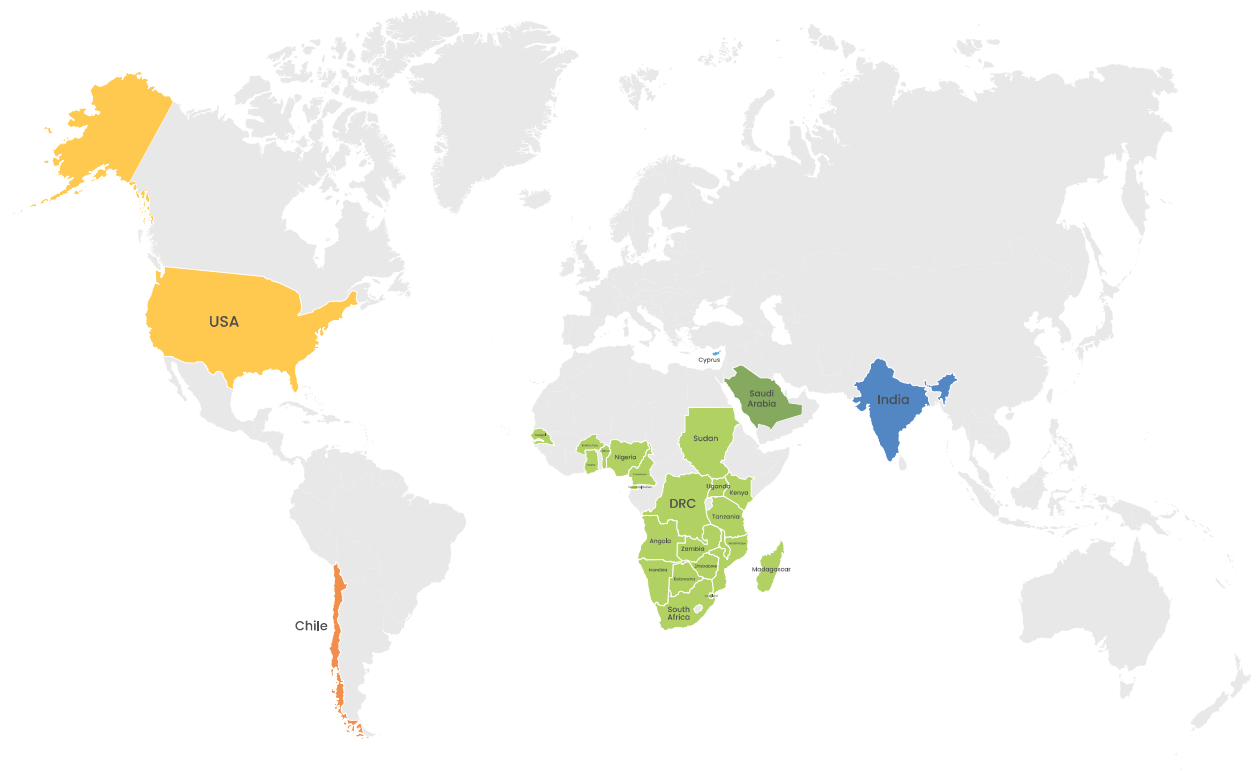 USA
Cyprus
Saudi
Arabia
India
Sudan
Nigeria
Uganda
Kenya
DRC
Tanzania
Angola
Zambia
Zimbabwe
Madagascar
Namibia
Botswana
South
Africa
Chile